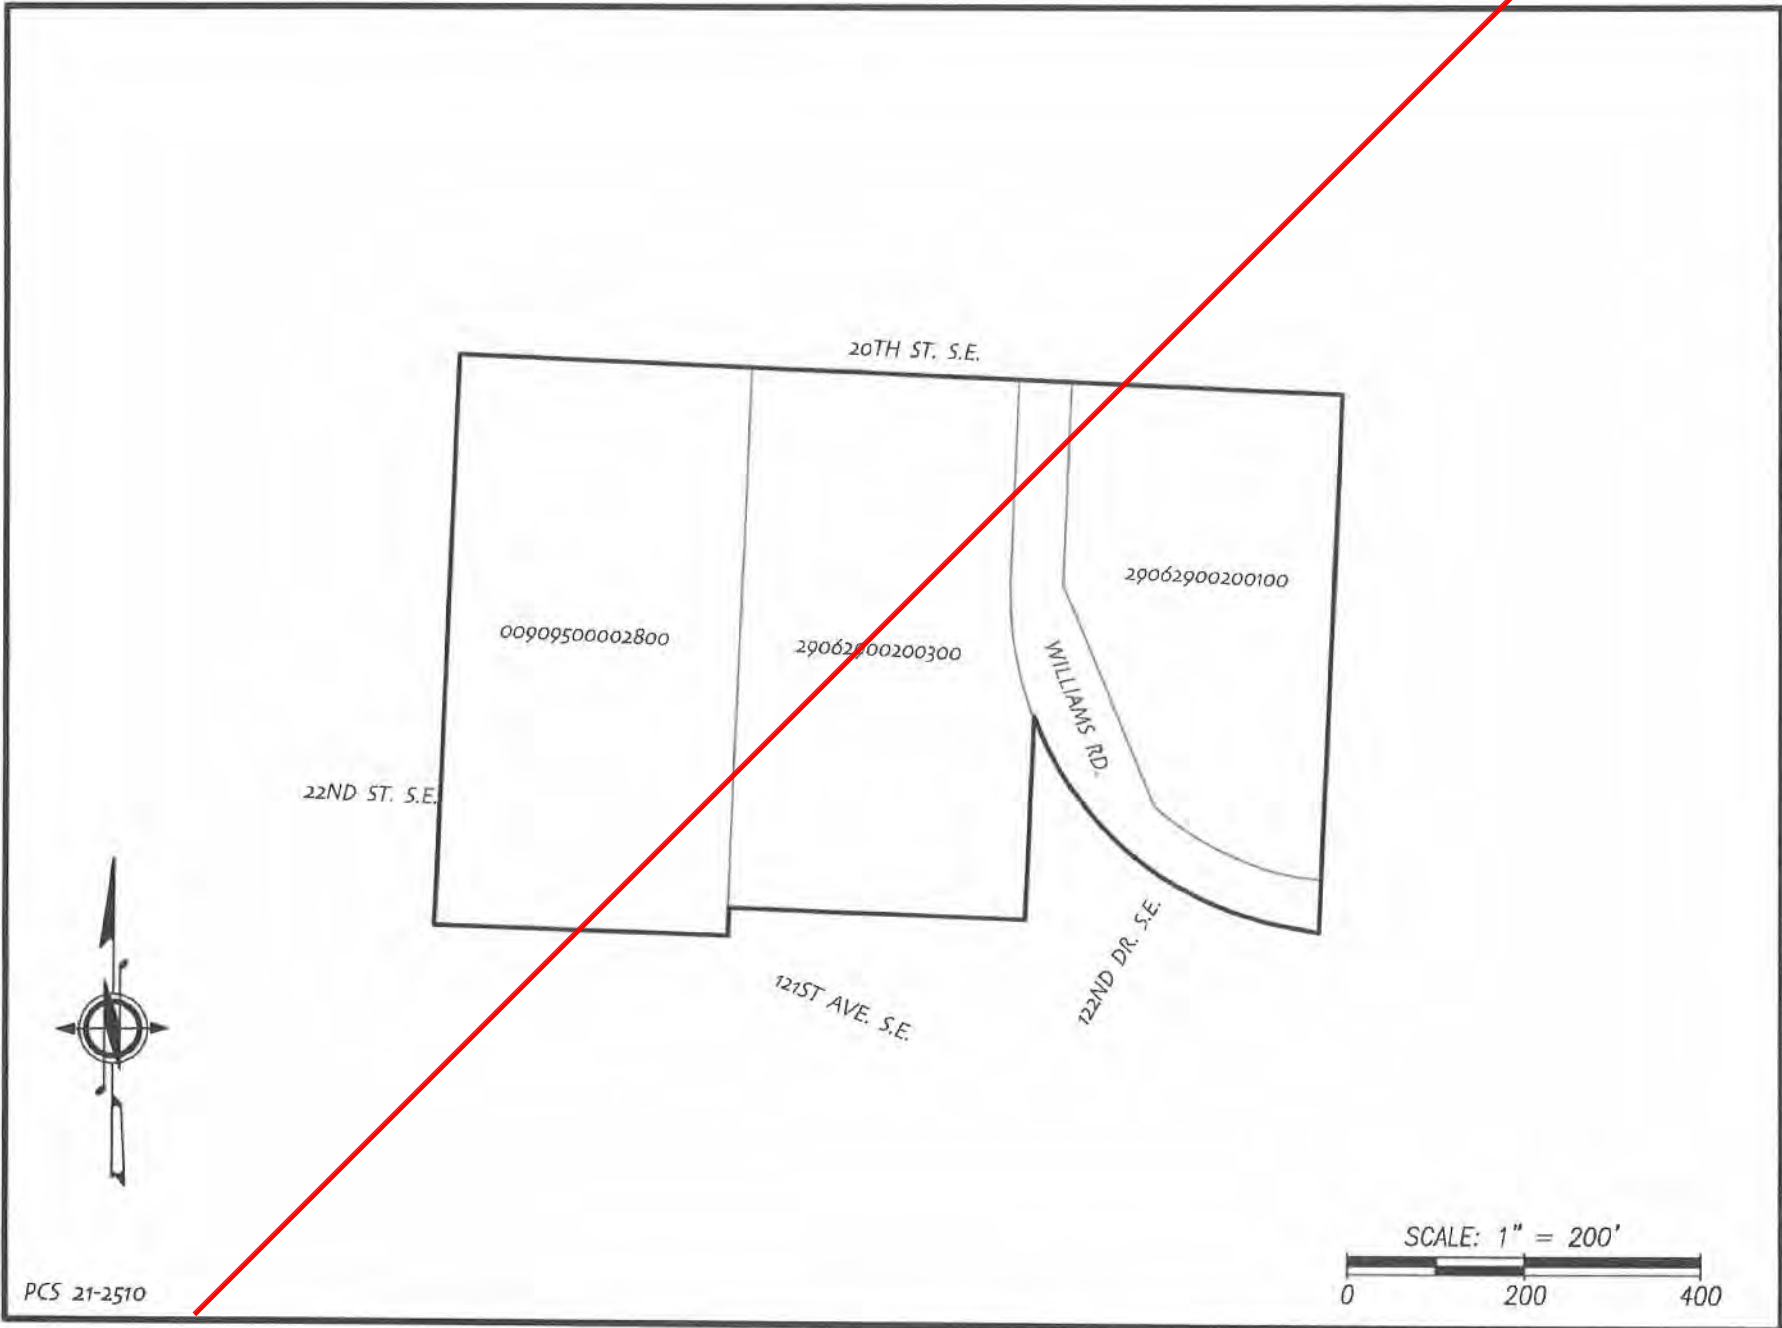 20TH ST. S.E.
29062900200100
00909500002800
29062900200300
WILLIAMS RD.
22ND ST. S.E.
122ND DR. S.E.
121ST AVE. S.E.
SCALE: 1" = 200'
PCS 21-2510
0 200 400